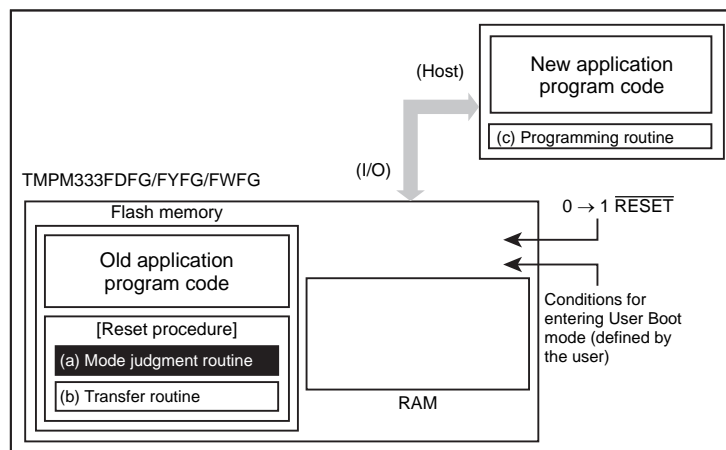 (Host)
New application
program code
(c) Programming routine
(I/O)
TMPM333FDFG/FYFG/FWFG
Flash memory
0 → 1 RESET
Old application
program code
[Reset procedure]
(a) Mode judgment routine
(b) Transfer routine
RAM
Conditions for
entering User Boot
mode (defined by
the user)